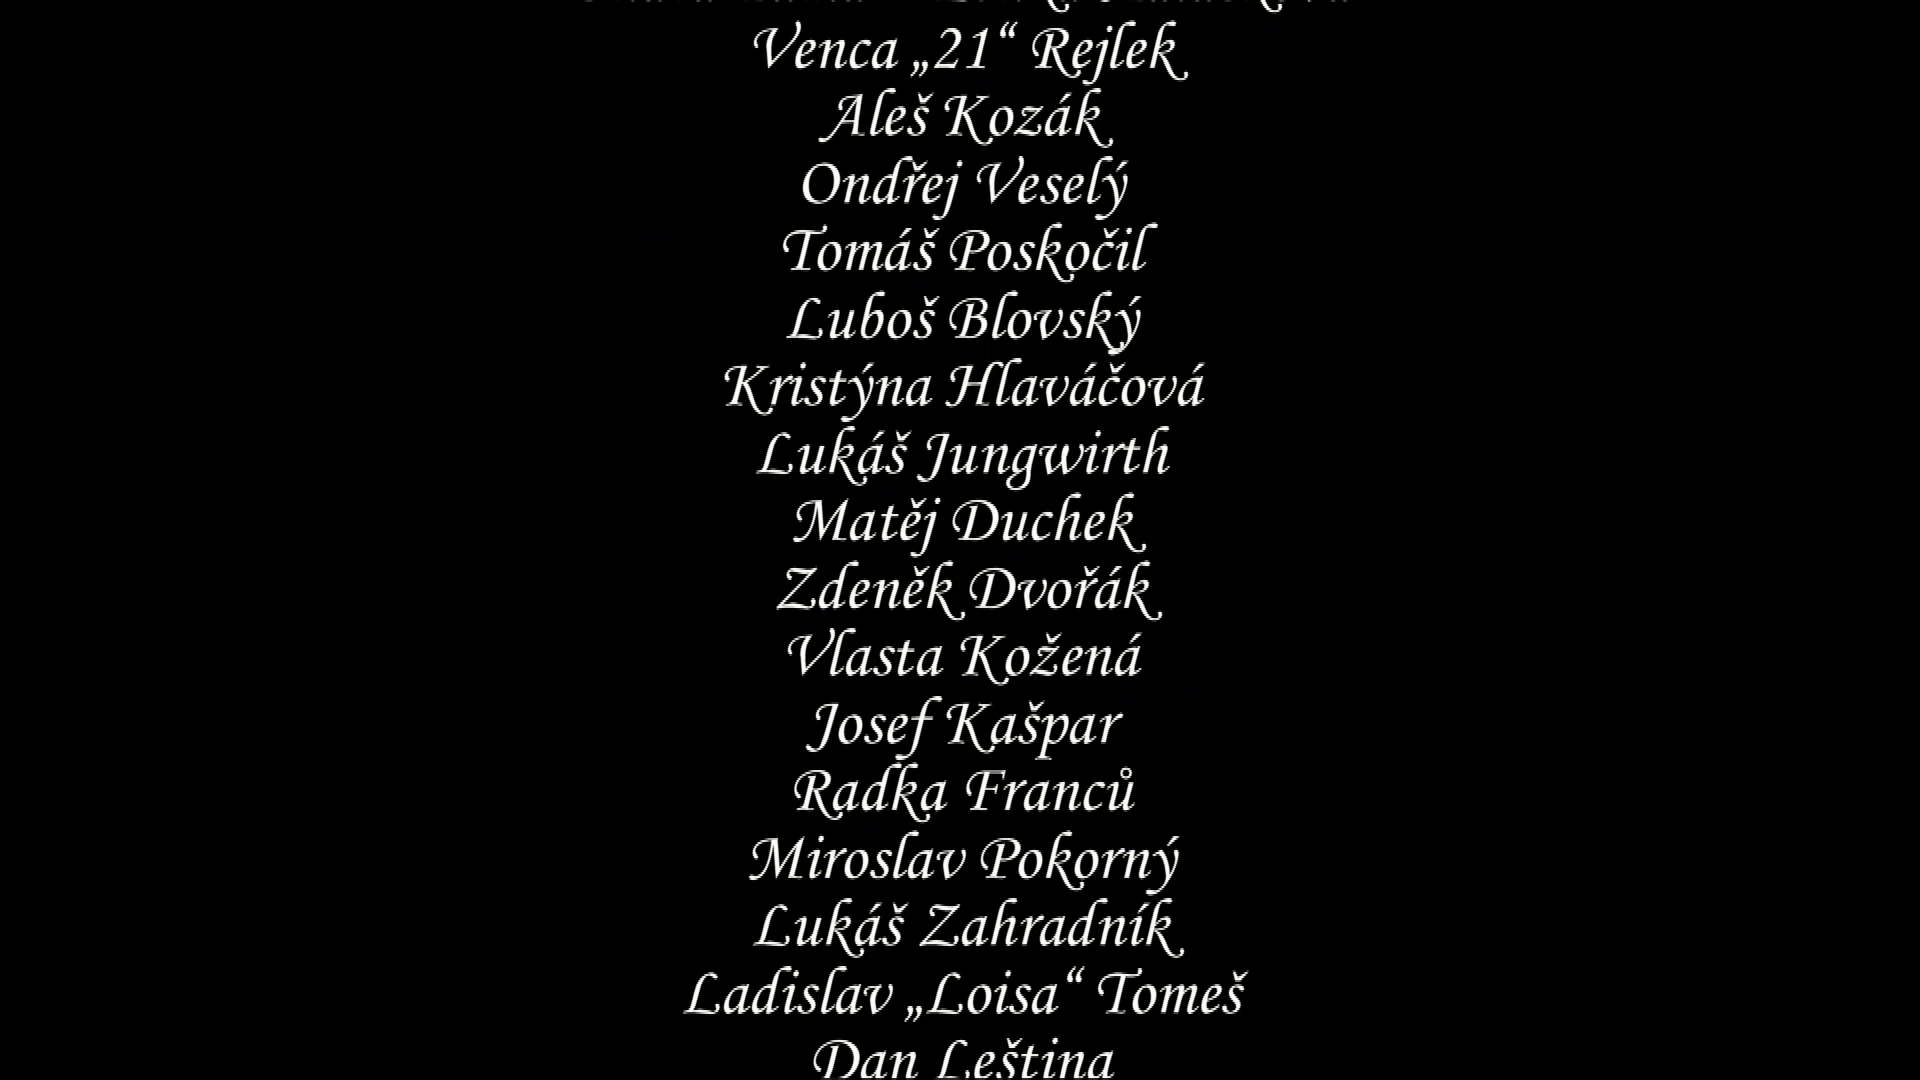 Venca „21“ Rejlek
Aleš Kozák
Ondřej Veselý
Tomáš Poskočil
Luboš Blovský
Kristýna Hlaváčová
Lukáš Jungwirth
Matěj Duchek
Zdeněk Dvořák
Vlasta Kožená
Josef Kašpar
Radka Franců
Miroslav Pokorný
Lukáš Zahradník
Ladislav „Loisa“ Tomeš
Dan Leština